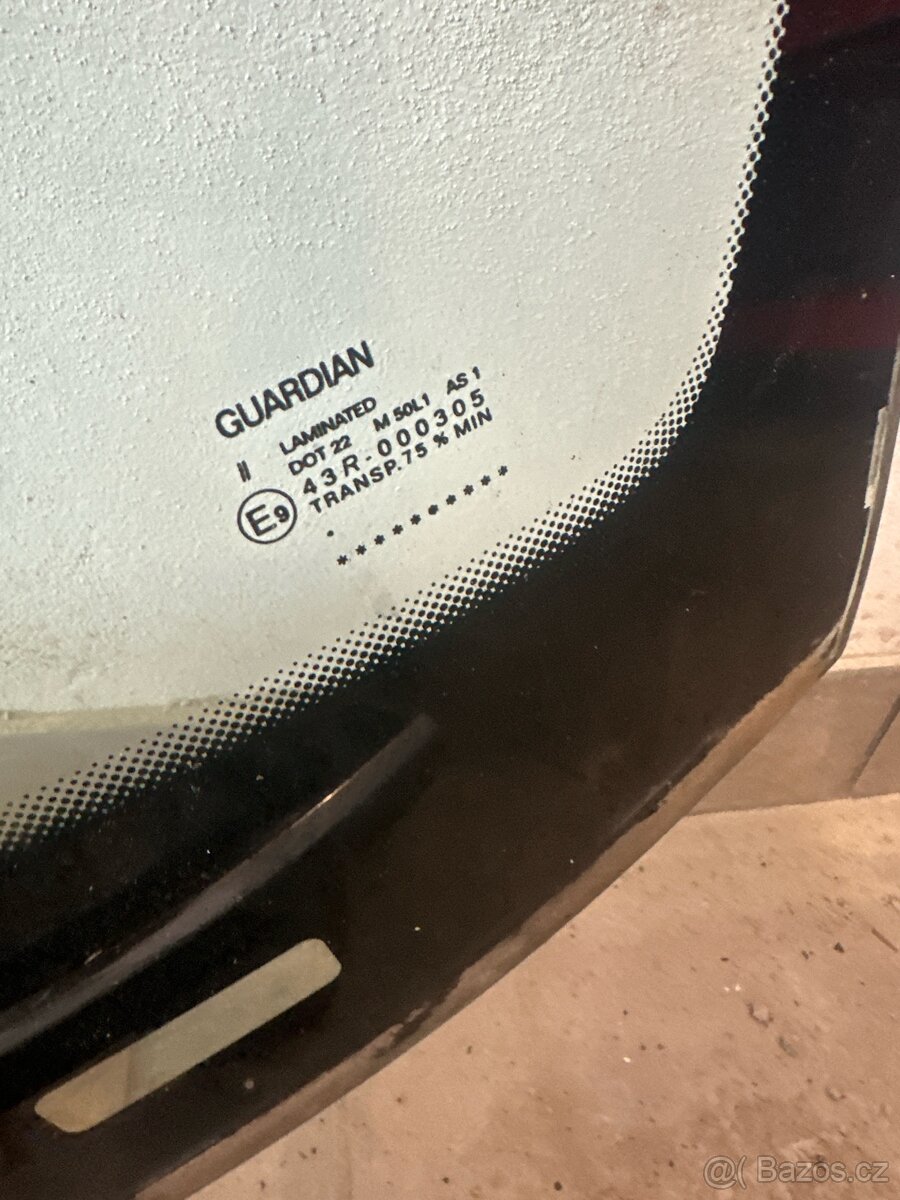 GUARDIAN
II LAMINATED
DOT 22 M 50L1 AS 1
E9 43R-000305
TRANSP. 75 % MIN
.
* * * * * * * * * *
@( Bazos.cz